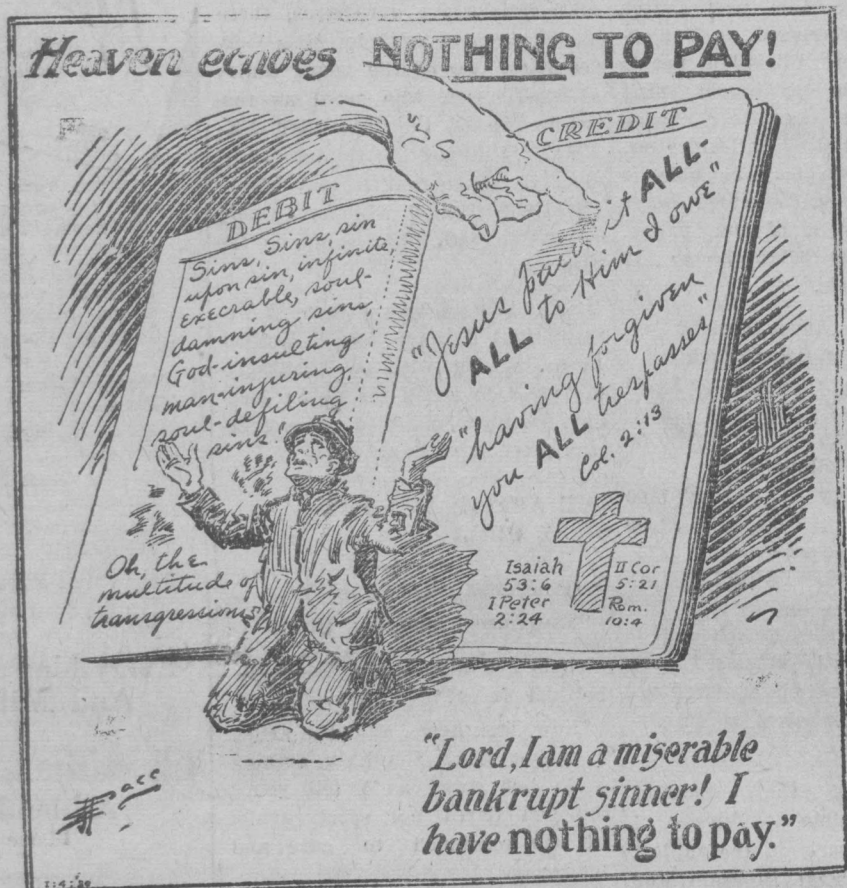 Heaven echoes NOTHING TO PAY!
DEBIT
Sins, Sins, sin
upon sin, infinite,
execrable, soul-
damning sins,
God-insulting
man-injuring,
soul-defiling
sins!
Oh, the
multitude of
transgressions
CREDIT
"Jesus paid it ALL-
ALL to Him I owe"
"having forgiven
you ALL trespasses"
Col. 2:13
Isaiah
53:6
I Peter
2:24
II Cor
5:21
Rom.
10:4
"Lord, I am a miserable
bankrupt sinner! I
have nothing to pay."
Pace